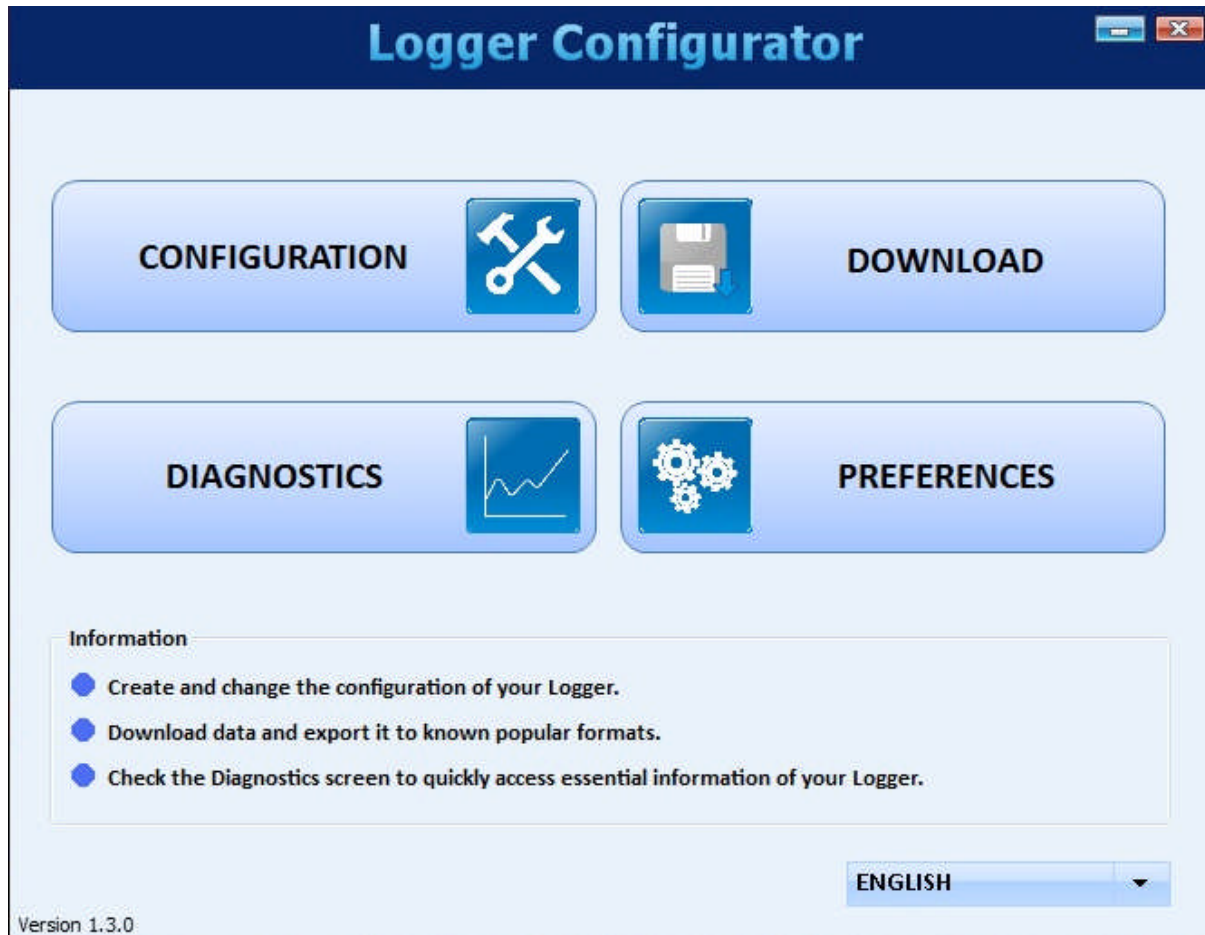 Logger Configurator
CONFIGURATION
DOWNLOAD
DIAGNOSTICS
PREFERENCES
Information
Create and change the configuration of your Logger.
Download data and export it to known popular formats.
Check the Diagnostics screen to quickly access essential information of your Logger.
ENGLISH
Version 1.3.0